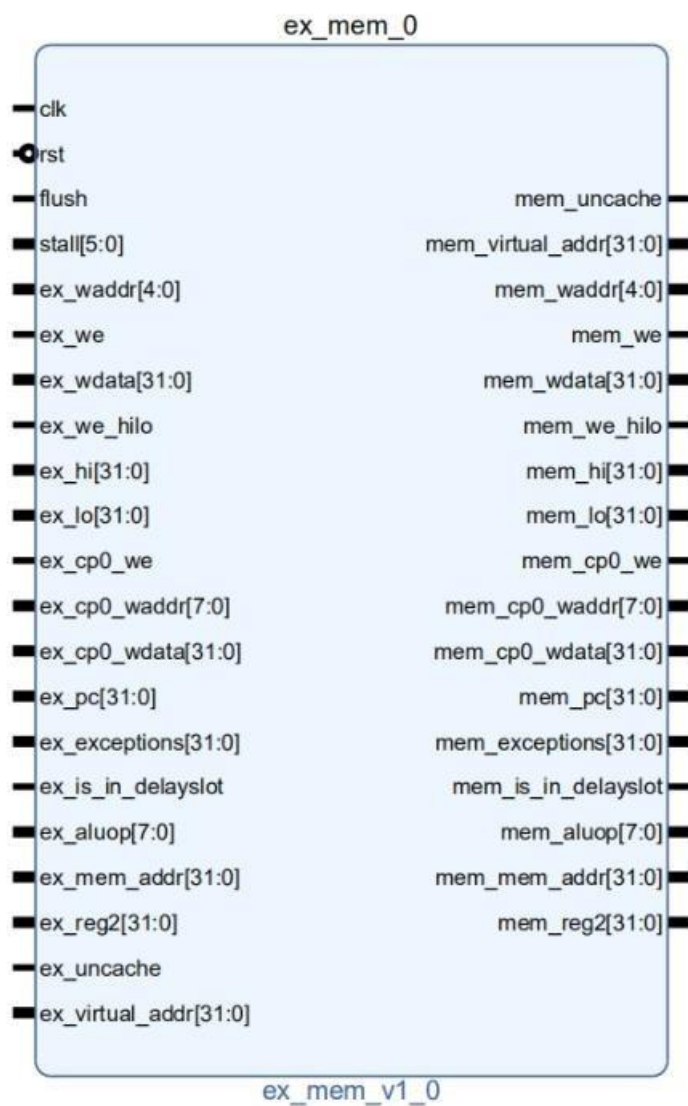 ex_mem_0
clk
rst
flush
stall[5:0]
ex_waddr[4:0]
ex_we
ex_wdata[31:0]
ex_we_hilo
ex_hi[31:0]
ex_lo[31:0]
ex_cp0_we
ex_cp0_waddr[7:0]
ex_cp0_wdata[31:0]
ex_pc[31:0]
ex_exceptions[31:0]
ex_is_in_delayslot
ex_aluop[7:0]
ex_mem_addr[31:0]
ex_reg2[31:0]
ex_uncache
ex_virtual_addr[31:0]
mem_uncache
mem_virtual_addr[31:0]
mem_waddr[4:0]
mem_we
mem_wdata[31:0]
mem_we_hilo
mem_hi[31:0]
mem_lo[31:0]
mem_cp0_we
mem_cp0_waddr[7:0]
mem_cp0_wdata[31:0]
mem_pc[31:0]
mem_exceptions[31:0]
mem_is_in_delayslot
mem_aluop[7:0]
mem_mem_addr[31:0]
mem_reg2[31:0]
ex_mem_v1_0